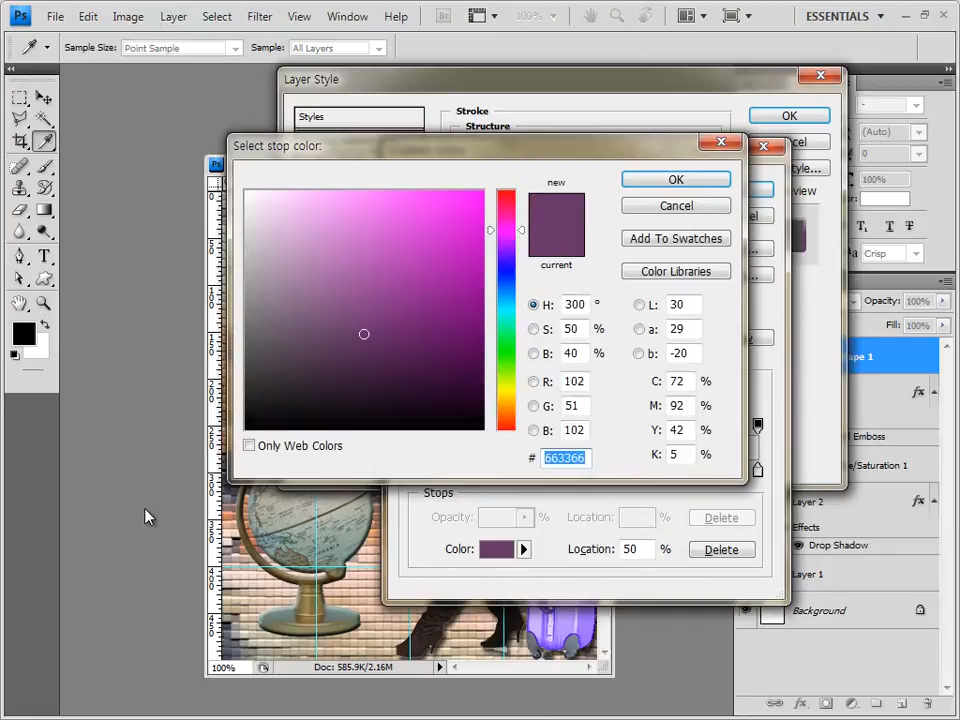 Ps File Edit Image Layer Select Filter View Window Help Br 100% ESSENTIALS
Sample Size: Point Sample Sample: All Layers
Layer Style
Styles Stroke OK
Structure
Select stop color:
OK
Cancel
Add To Swatches
Color Libraries
new
current
H: 300 ° L: 30
S: 50 % a: 29
B: 40 % b: -20
R: 102 C: 72 %
G: 51 M: 92 %
B: 102 Y: 42 %
# 663366 K: 5 %
Only Web Colors
(Auto)
0
100%
Crisp
Opacity: 100%
Fill: 100%
ape 1
Emboss
e/Saturation 1
Layer 2
Effects
Drop Shadow
Layer 1
Background
Stops
Opacity: % Location: % Delete
Color: Location: 50 % Delete
100% Doc: 585.9K/2.16M